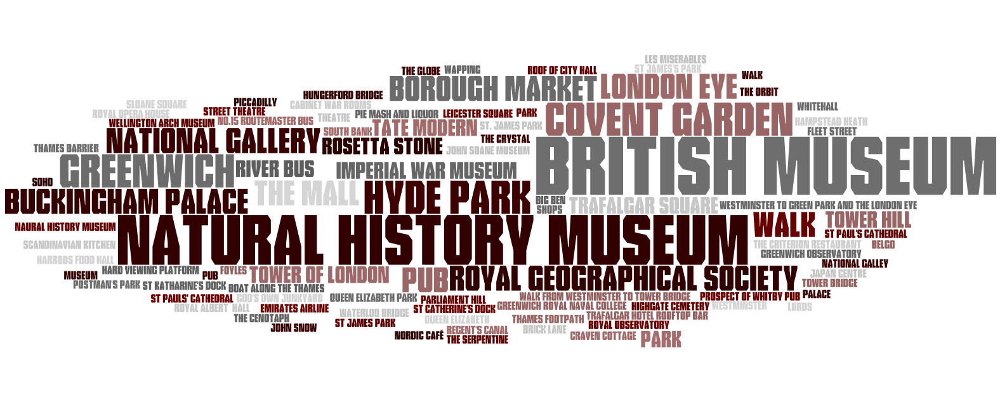 LES MISERABLES
ST JAMES'S PARK
THE GLOBE
WAPPING
ROOF OF CITY HALL
WALK
BOROUGH MARKET
LONDON EYE
THE ORBIT
HUNGERFORD BRIDGE
PICCADILLY
SLOANE SQUARE
CABINET WAR ROOMS
COVENT GARDEN
WHITEHALL
STREET THEATRE
ROYAL OPERA HOUSE
PIE MASH AND LIQUOR
LEICESTER SQUARE
PARK
THEATRE
WELLINGTON ARCH MUSEUM
NO.15 ROUTEMASTER BUS
HAMPSTEAD HEATH
TATE MODERN
ST. JAMES PARK
SOUTH BANK
FLEET STREET
NATIONAL GALLERY
THE CRYSTAL
ROSETTA STONE
JOHN SOANE MUSEUM
THAMES BARRIER
BRITISH MUSEUM
GREENWICH
RIVER BUS
IMPERIAL WAR MUSEUM
SOHO
THE MALL
HYDE PARK
BUCKINGHAM PALACE
BIG BEN
SHOPS
TRAFALGAR SQUARE
WESTMINSTER TO GREEN PARK AND THE LONDON EYE
NAURAL HISTORY MUSEUM
NATURAL HISTORY MUSEUM
WALK
TOWER HILL
ST PAUL'S CATHEDRAL
SCANDINAVIAN KITCHEN
THE CRITERION RESTAURANT
BELGO
GREENWICH OBSERVATORY
HARRODS FOOD HALL
NATIONAL GALLEY
HARD VIEWING PLATFORM
FOYLES
MUSEUM
PUB
TOWER OF LONDON
PUB
ROYAL GEOGRAPHICAL SOCIETY
JAPAN CENTRE
POSTMAN'S PARK
ST KATHARINE'S DOCK
BOAT ALONG THE THAMES
TOWER BRIDGE
ST PAULS' CATHEDRAL
GOD'S OWN JUNKYARD
QUEEN ELIZABETH PARK
PARLIAMENT HILL
WALK FROM WESTMINSTER TO TOWER BRIDGE
PROSPECT OF WHITBY PUB
PALACE
ROYAL ALBERT HALL
EMIRATES AIRLINE
ST CATHERINE'S DOCK
GREENWICH ROYAL NAVAL COLLEGE
HIGHGATE CEMETERY
WESTMINSTER
LORDS
THE CENOTAPH
WATERLOO BRIDGE
QUEEN ELIZABETH
THAMES FOOTPATH
TRAFALGAR HOTEL ROOFTOP BAR
JOHN SNOW
ST JAMES PARK
ROYAL OBSERVATORY
NORDIC CAFÉ
REGENT'S CANAL
BRICK LANE
CRAVEN COTTAGE
PARK
THE SERPENTINE